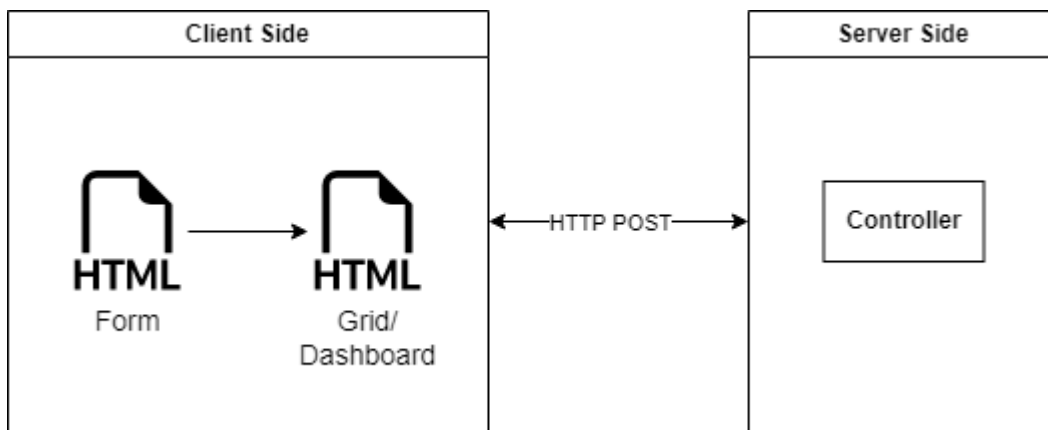 Client Side
HTML
Form
HTML
Grid/
Dashboard
HTTP POST
Server Side
Controller